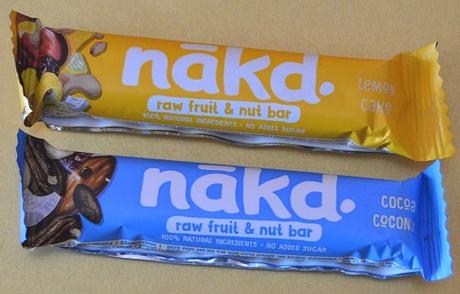 nākd.
raw fruit & nut bar
100% NATURAL INGREDIENTS • NO ADDED SUGAR
LEMON
CAKE
nākd.
raw fruit & nut bar
100% NATURAL INGREDIENTS • NO ADDED SUGAR
COCOA
COCON